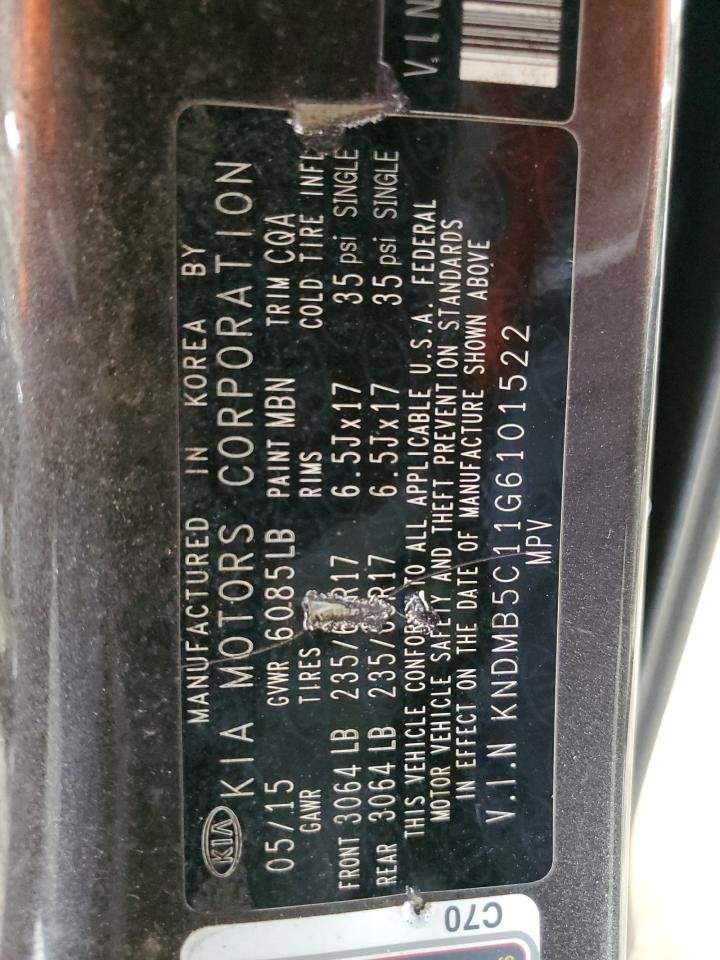 V.I.N
MANUFACTURED IN KOREA BY
KIA KIA MOTORS CORPORATION
05/15 GVWR 6085LB PAINT MBN TRIM CQA
GAWR TIRES RIMS COLD TIRE
FRONT 3064 LB 6.5Jx17 35 psi SINGLE
REAR 3064 LB 6.5Jx17 35 psi SINGLE
THIS VEHICLE TO ALL APPLICABLE U.S.A. FEDERAL
MOTOR VEHICLE SAFETY AND THEFT PREVENTION STANDARDS
IN EFFECT ON THE DATE OF MANUFACTURE SHOWN ABOVE
V.I.N KNDMB5C11G6101522
MPV
C70